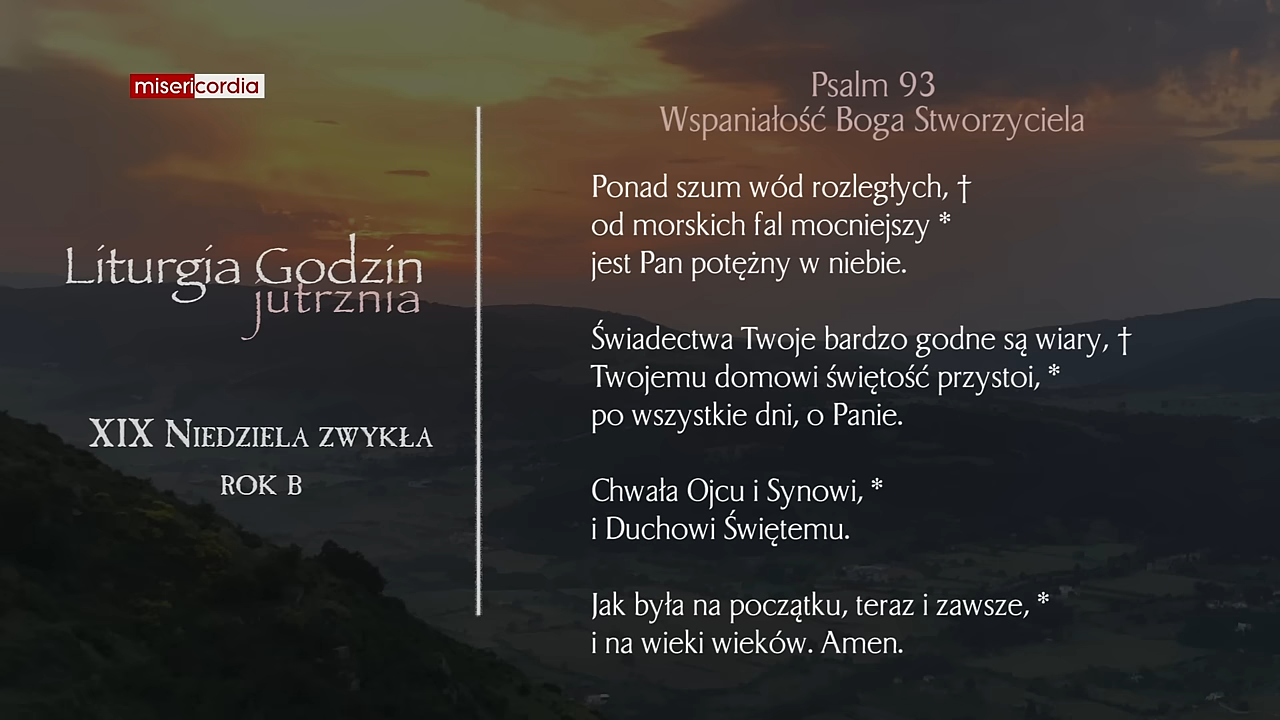 misericordia
Liturgia Godzin
jutrznia
XIX Niedziela zwykła
rok B
Psalm 93
Wspaniałość Boga Stworzyciela
Ponad szum wód rozległych, †
od morskich fal mocniejszy *
jest Pan potężny w niebie.
Świadectwa Twoje bardzo godne są wiary, †
Twojemu domowi świętość przystoi, *
po wszystkie dni, o Panie.
Chwała Ojcu i Synowi, *
i Duchowi Świętemu.
Jak była na początku, teraz i zawsze, *
i na wieki wieków. Amen.